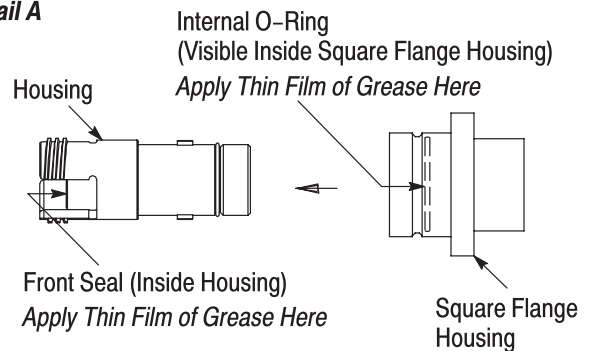 ail A
Internal O-Ring
(Visible Inside Square Flange Housing)
Apply Thin Film of Grease Here
Housing
Front Seal (Inside Housing)
Apply Thin Film of Grease Here
Square Flange
Housing